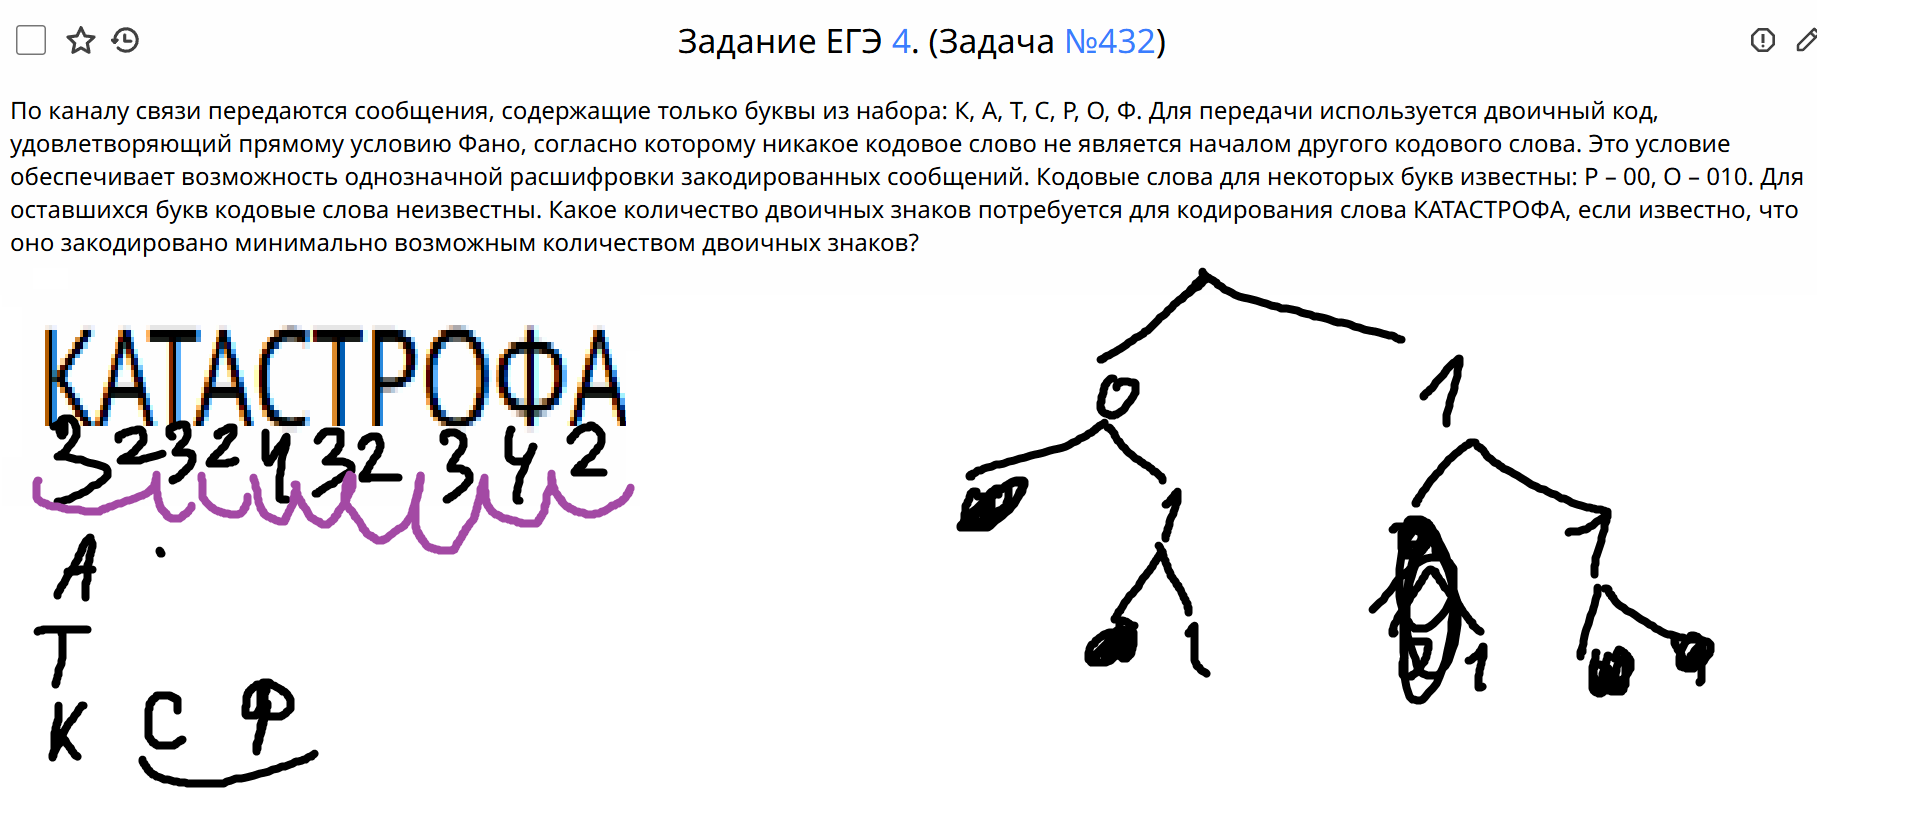 Задание ЕГЭ 4. (Задача №432)
По каналу связи передаются сообщения, содержащие только буквы из набора: К, А, Т, С, Р, О, Ф. Для передачи используется двоичный код,
удовлетворяющий прямому условию Фано, согласно которому никакое кодовое слово не является началом другого кодового слова. Это условие
обеспечивает возможность однозначной расшифровки закодированных сообщений. Кодовые слова для некоторых букв известны: Р – 00, О – 010. Для
оставшихся букв кодовые слова неизвестны. Какое количество двоичных знаков потребуется для кодирования слова КАТАСТРОФА, если известно, что
оно закодировано минимально возможным количеством двоичных знаков?
КАТАСТРОФА
3 2 3 2 4 3 2 3 4 2
А
Т
К С Ф
0 1
1 1
1 1